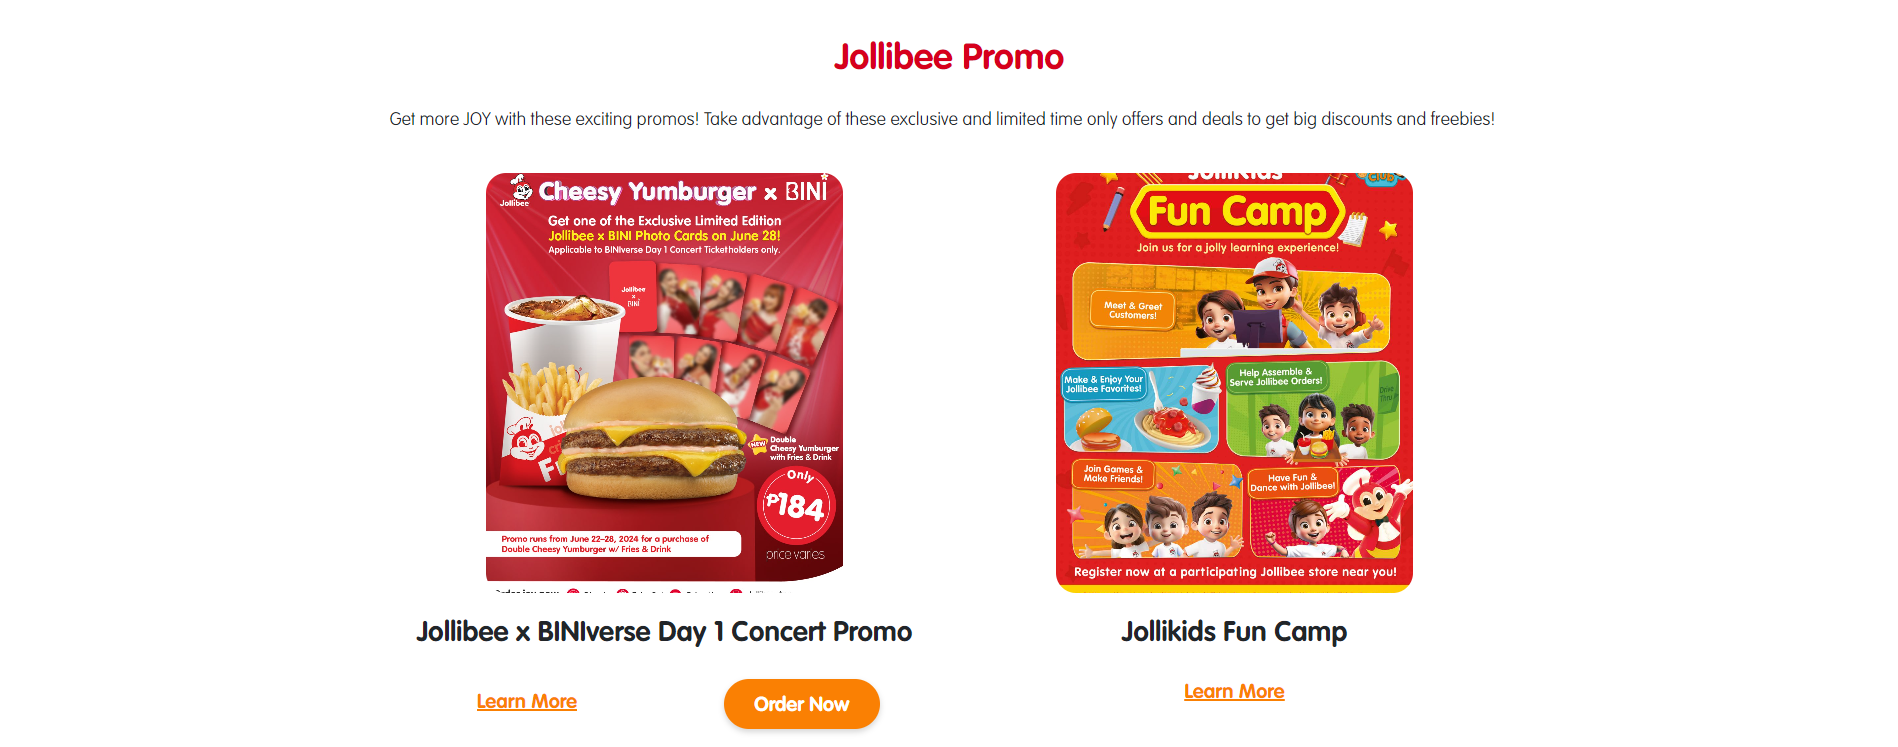 Jollibee Promo
Get more JOY with these exciting promos! Take advantage of these exclusive and limited time only offers and deals to get big discounts and freebies!
Jollibee
Cheesy Yumburger x BINI
Get one of the Exclusive Limited Edition
Jollibee x BINI Photo Cards on June 28!
Applicable to BINIverse Day 1 Concert Ticketholders only.
Jollibee
x
BINI
NEW
Double
Cheesy Yumburger
with Fries & Drink
Only
₱184
price varies
Promo runs from June 22-28, 2024 for a purchase of
Double Cheesy Yumburger w/ Fries & Drink
Jollibee x BINIverse Day 1 Concert Promo
Learn More
Order Now
JolliKids
CLUB
Fun Camp
Join us for a jolly learning experience!
Meet & Greet
Customers!
Make & Enjoy Your
Jollibee Favorites!
Help Assemble &
Serve Jollibee Orders!
Drive
Thru
Join Games &
Make Friends!
Have Fun &
Dance with Jollibee!
Register now at a participating Jollibee store near you!
Jollikids Fun Camp
Learn More